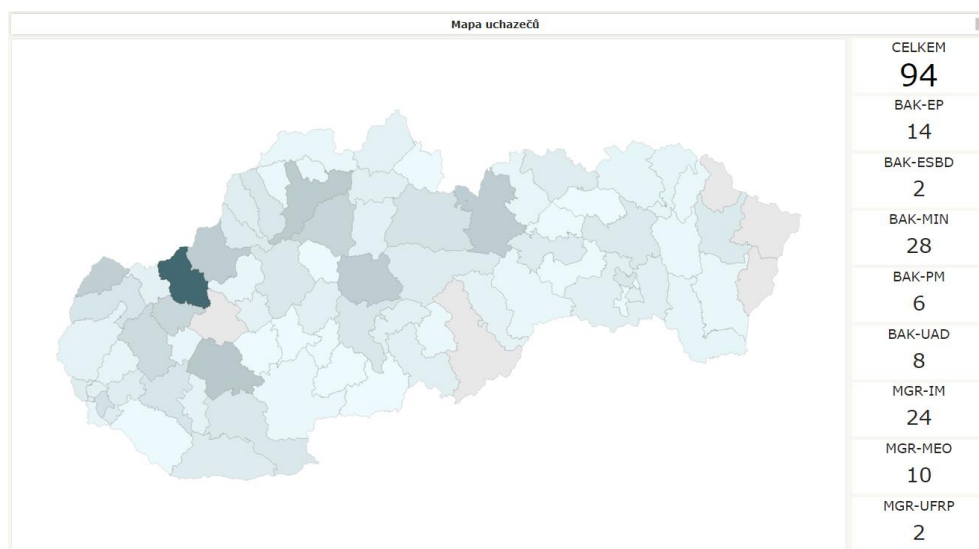 Mapa uchazečů
CELKEM
94
BAK-EP
14
BAK-ESBD
2
BAK-MIN
28
BAK-PM
6
BAK-UAD
8
MGR-IM
24
MGR-MEO
10
MGR-UFRP
2